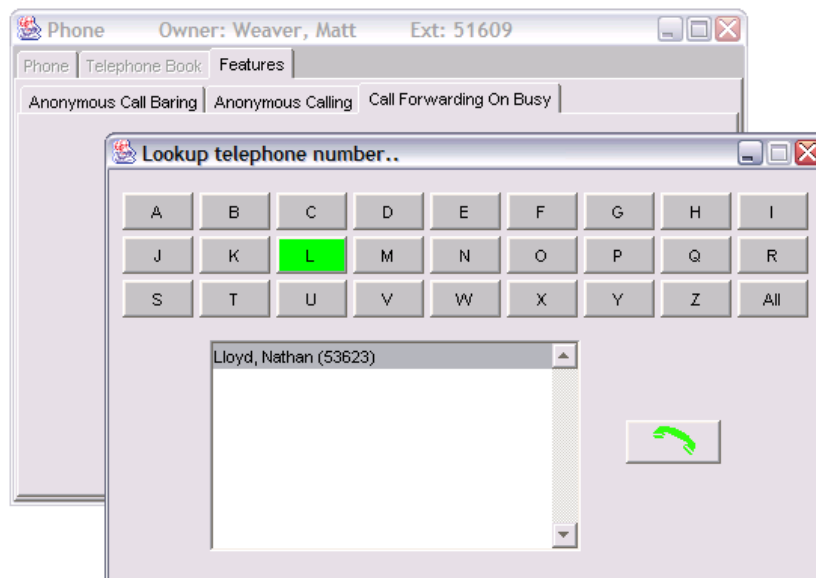 Phone Owner: Weaver, Matt Ext: 51609
Phone Telephone Book Features
Anonymous Call Baring Anonymous Calling Call Forwarding On Busy
Lookup telephone number..
A B C D E F G H I
J K L M N O P Q R
S T U V W X Y Z All
Lloyd, Nathan (53623)